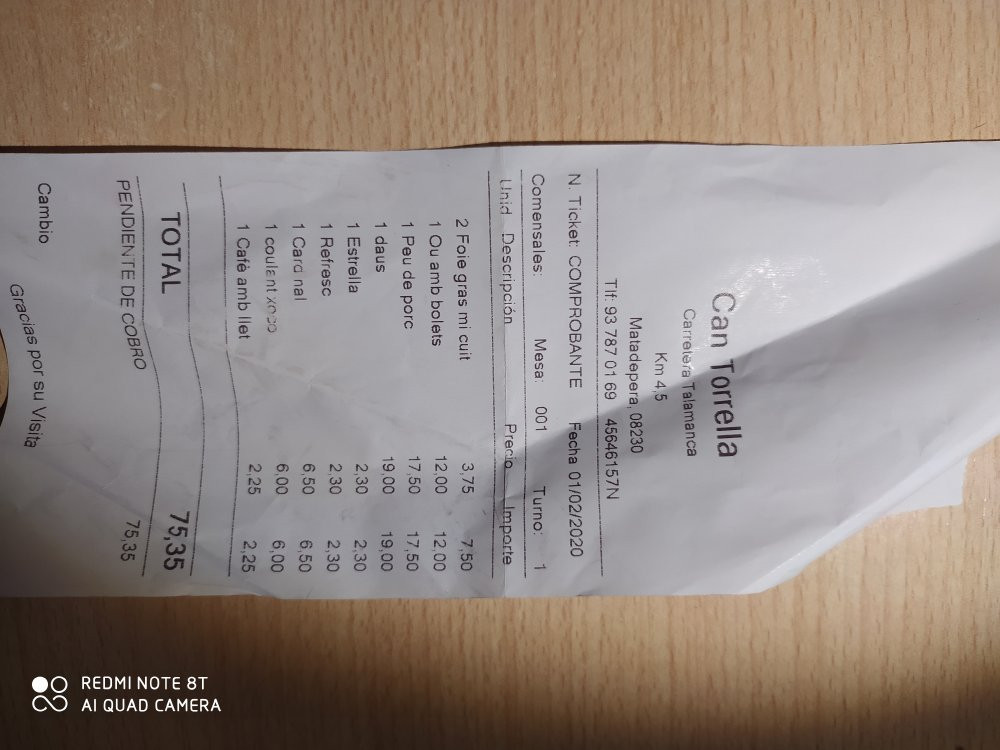 Can Torrella
Carretera Talamanca
Km 4,5
Matadepera, 08230
Tlf: 93 787 01 69 45646157N
N. Ticket: COMPROBANTE Fecha 01/02/2020
Comensales: Mesa: 001 Turno: 1
Unid Descripción Precio Importe
2 Foie gras mi cuit 3,75 7,50
1 Ou amb bolets 12,00 12,00
1 Peu de porc 17,50 17,50
1 daus 19,00 19,00
1 Estrella 2,30 2,30
1 Refresc 2,30 2,30
1 Cardinal 6,50 6,50
1 coulant xoco 6,00 6,00
1 Cafè amb llet 2,25 2,25
TOTAL 75,35
PENDIENTE DE COBRO 75,35
Cambio
Gracias por su Visita
REDMI NOTE 8T
AI QUAD CAMERA